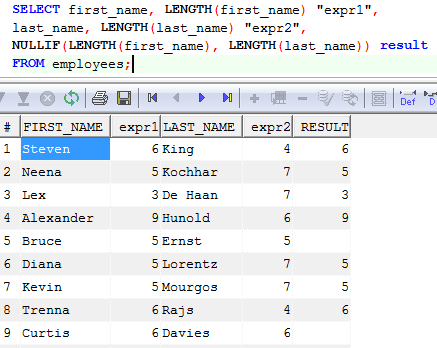 SELECT first_name, LENGTH(first_name) "expr1",
last_name, LENGTH(last_name) "expr2",
NULLIF(LENGTH(first_name), LENGTH(last_name)) result
FROM employees;
Def D
# FIRST_NAME expr1 LAST_NAME expr2 RESULT
1 Steven 6 King 4 6
2 Neena 5 Kochhar 7 5
3 Lex 3 De Haan 7 3
4 Alexander 9 Hunold 6 9
5 Bruce 5 Ernst 5
6 Diana 5 Lorentz 7 5
7 Kevin 5 Mourgos 7 5
8 Trenna 6 Rajs 4 6
9 Curtis 6 Davies 6